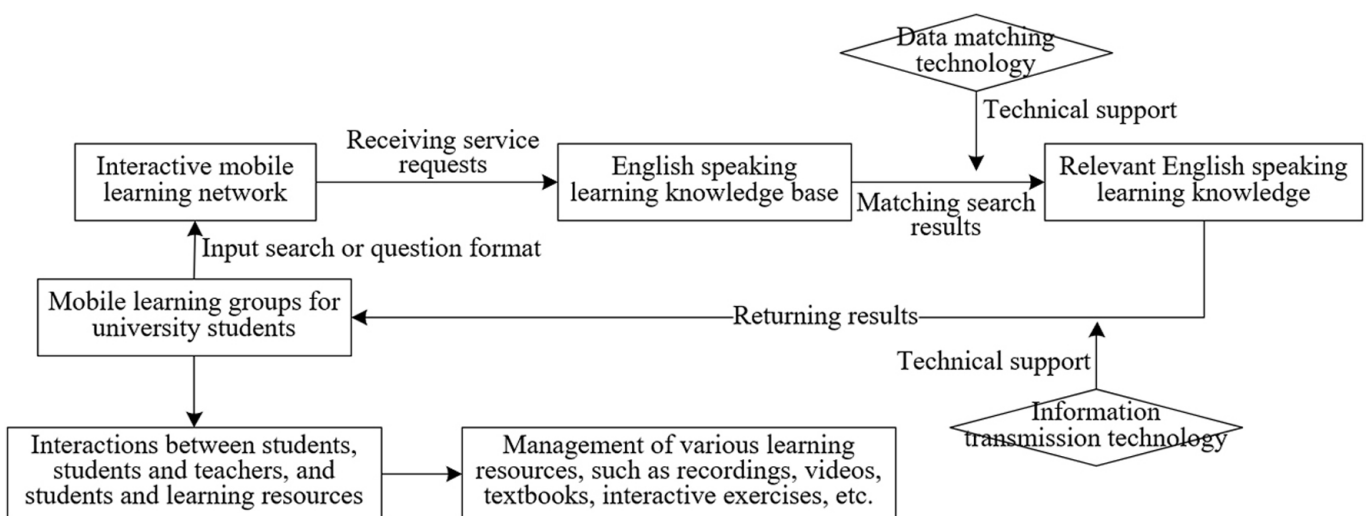 Data matching
technology
Technical support
Interactive mobile
learning network
Receiving service
requests
English speaking
learning knowledge base
Matching search
results
Relevant English speaking
learning knowledge
Input search or question format
Mobile learning groups for
university students
Returning results
Technical support
Information
transmission technology
Interactions between students,
students and teachers, and
students and learning resources
Management of various learning
resources, such as recordings, videos,
textbooks, interactive exercises, etc.